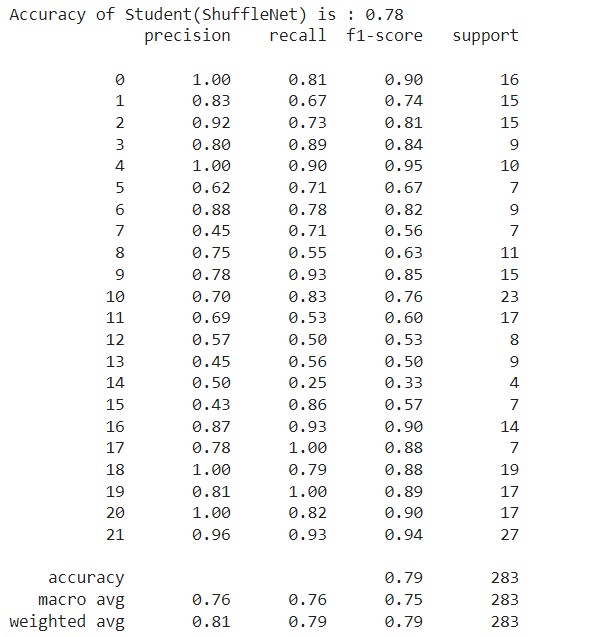 Accuracy of Student(ShuffleNet) is : 0.78
precision recall f1-score support
0 1.00 0.81 0.90 16
1 0.83 0.67 0.74 15
2 0.92 0.73 0.81 15
3 0.80 0.89 0.84 9
4 1.00 0.90 0.95 10
5 0.62 0.71 0.67 7
6 0.88 0.78 0.82 9
7 0.45 0.71 0.56 7
8 0.75 0.55 0.63 11
9 0.78 0.93 0.85 15
10 0.70 0.83 0.76 23
11 0.69 0.53 0.60 17
12 0.57 0.50 0.53 8
13 0.45 0.56 0.50 9
14 0.50 0.25 0.33 4
15 0.43 0.86 0.57 7
16 0.87 0.93 0.90 14
17 0.78 1.00 0.88 7
18 1.00 0.79 0.88 19
19 0.81 1.00 0.89 17
20 1.00 0.82 0.90 17
21 0.96 0.93 0.94 27
accuracy 0.79 283
macro avg 0.76 0.76 0.75 283
weighted avg 0.81 0.79 0.79 283